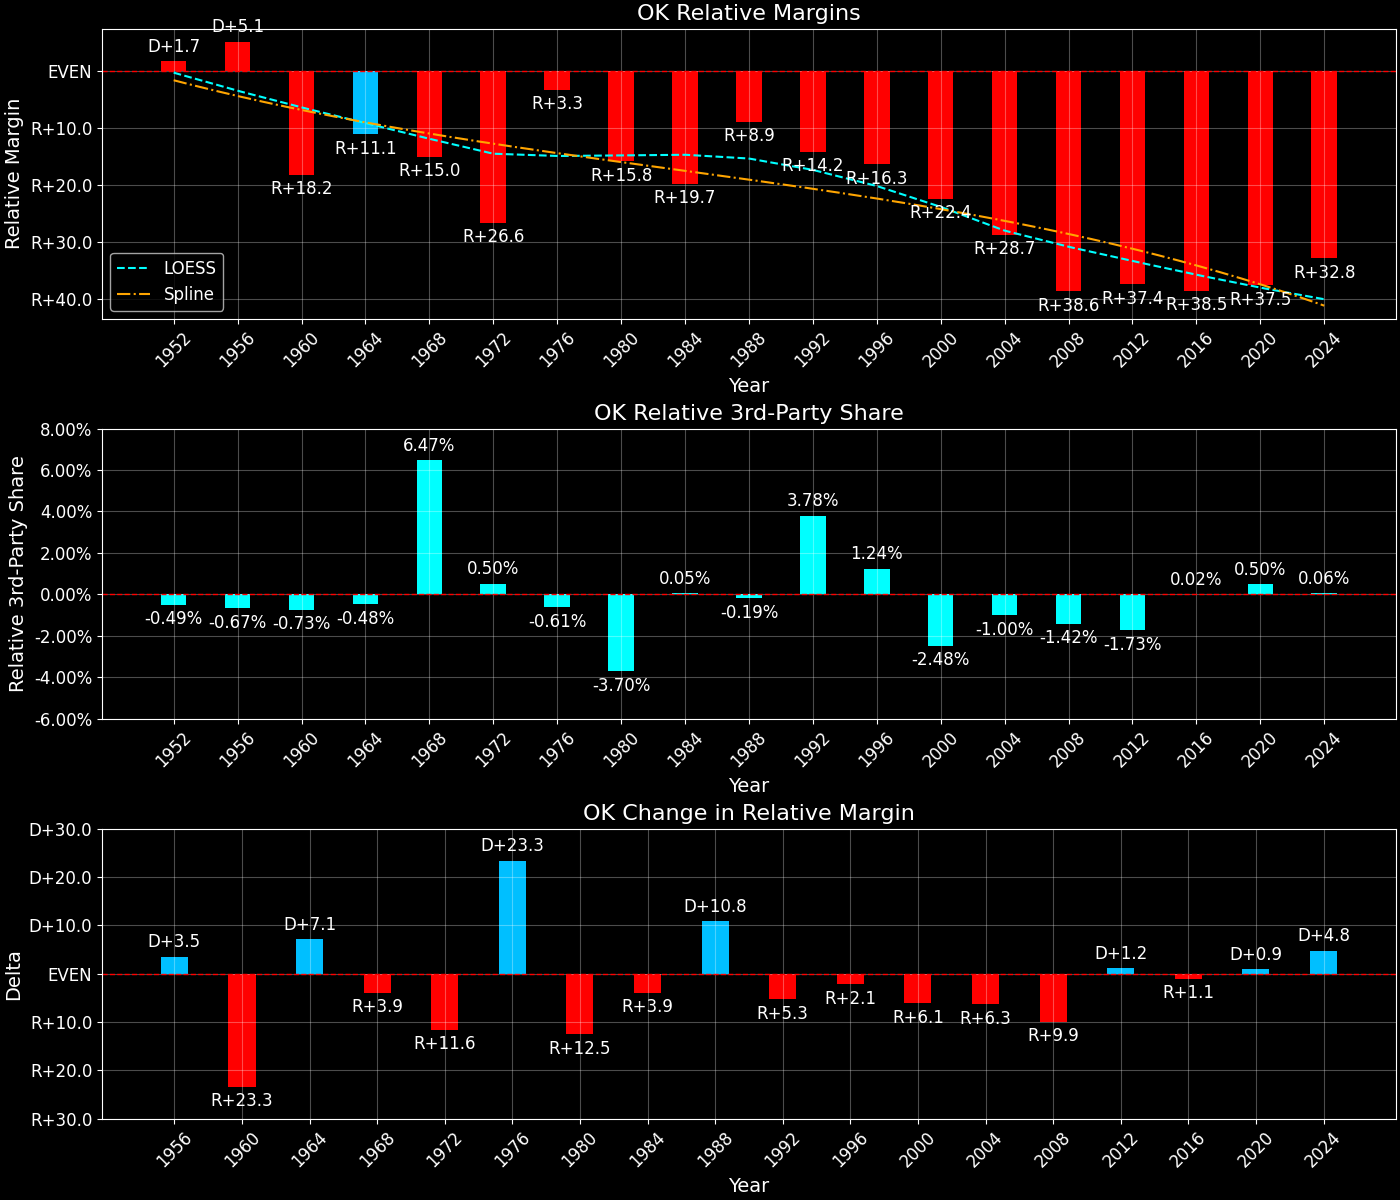 OK Relative Margins
Relative Margin
EVEN
R+10.0
R+20.0
R+30.0
R+40.0
D+1.7
D+5.1
R+18.2
R+11.1
R+15.0
R+26.6
R+3.3
R+15.8
R+19.7
R+8.9
R+14.2
R+16.3
R+22.4
R+28.7
R+38.6
R+37.4
R+38.5
R+37.5
R+32.8
LOESS
Spline
1952 1956 1960 1964 1968 1972 1976 1980 1984 1988 1992 1996 2000 2004 2008 2012 2016 2020 2024
Year
OK Relative 3rd-Party Share
Relative 3rd-Party Share
8.00%
6.00%
4.00%
2.00%
0.00%
-2.00%
-4.00%
-6.00%
-0.49%
-0.67%
-0.73%
-0.48%
6.47%
0.50%
-0.61%
-3.70%
0.05%
-0.19%
3.78%
1.24%
-2.48%
-1.00%
-1.42%
-1.73%
0.02%
0.50%
0.06%
1952 1956 1960 1964 1968 1972 1976 1980 1984 1988 1992 1996 2000 2004 2008 2012 2016 2020 2024
Year
OK Change in Relative Margin
Delta
D+30.0
D+20.0
D+10.0
EVEN
R+10.0
R+20.0
R+30.0
D+3.5
R+23.3
D+7.1
R+3.9
R+11.6
D+23.3
R+12.5
R+3.9
D+10.8
R+5.3
R+2.1
R+6.1
R+6.3
R+9.9
D+1.2
R+1.1
D+0.9
D+4.8
1956 1960 1964 1968 1972 1976 1980 1984 1988 1992 1996 2000 2004 2008 2012 2016 2020 2024
Year